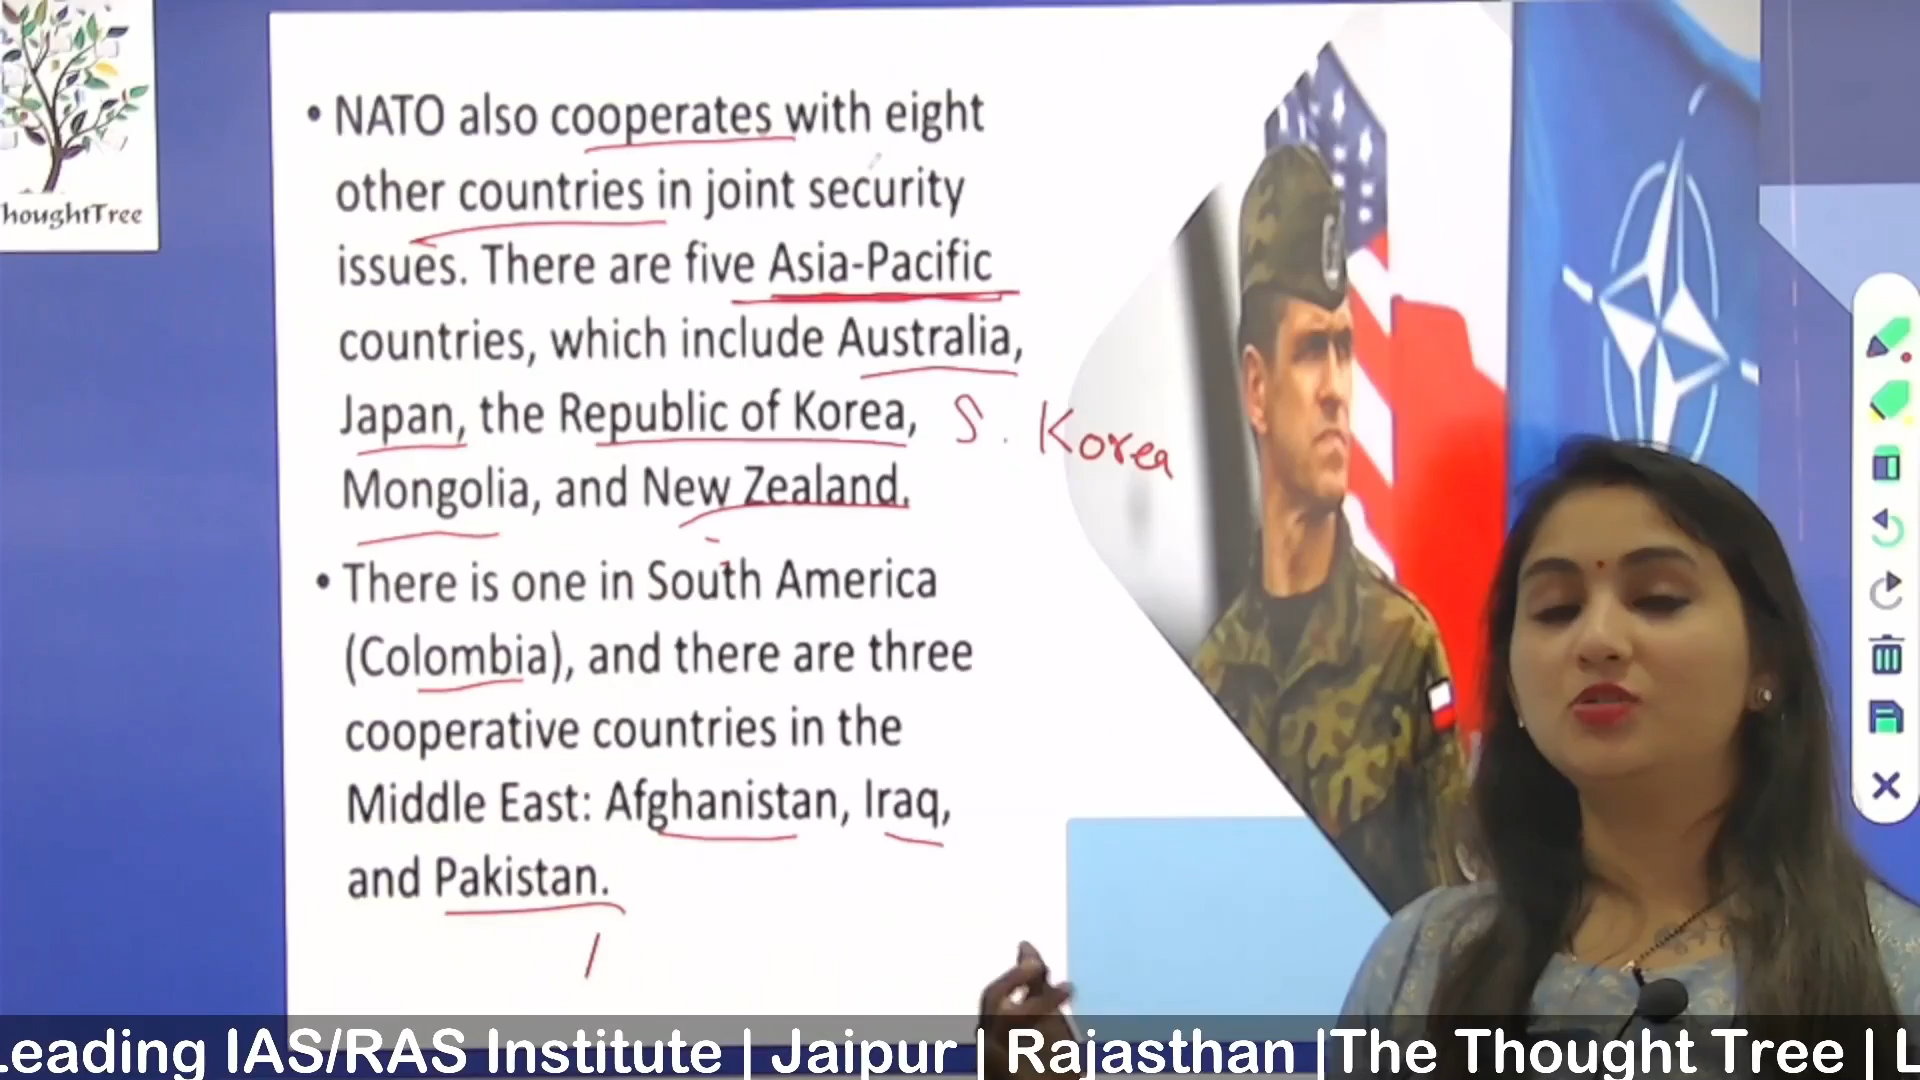 houghtTree
• NATO also cooperates with eight
other countries in joint security
issues. There are five Asia-Pacific
countries, which include Australia,
Japan, the Republic of Korea,
S. Korea
Mongolia, and New Zealand.
• There is one in South America
(Colombia), and there are three
cooperative countries in the
Middle East: Afghanistan, Iraq,
and Pakistan.
Leading IAS/RAS Institute | Jaipur | Rajasthan |The Thought Tree | L